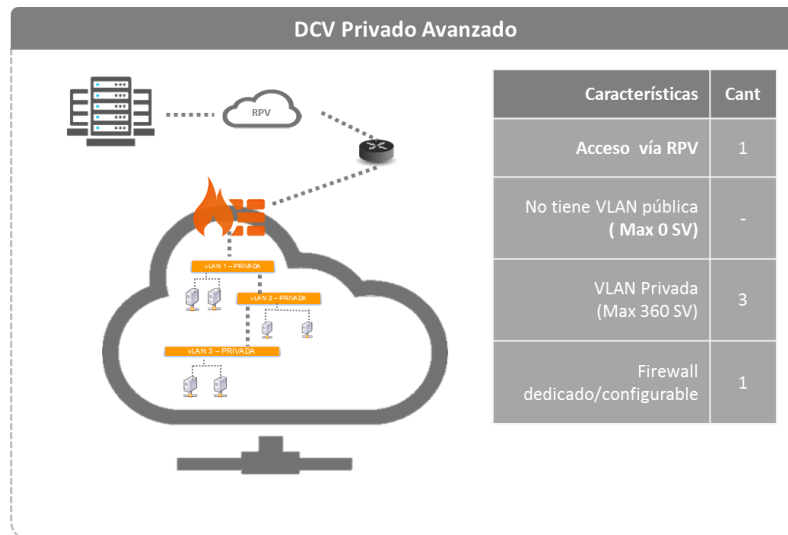 DCV Privado Avanzado
RPV
vLAN 1 – PRIVADA
vLAN 2 – PRIVADA
vLAN 3 – PRIVADA
Características Cant
Acceso vía RPV 1
No tiene VLAN pública
( Max 0 SV) -
VLAN Privada
(Max 360 SV) 3
Firewall
dedicado/configurable 1